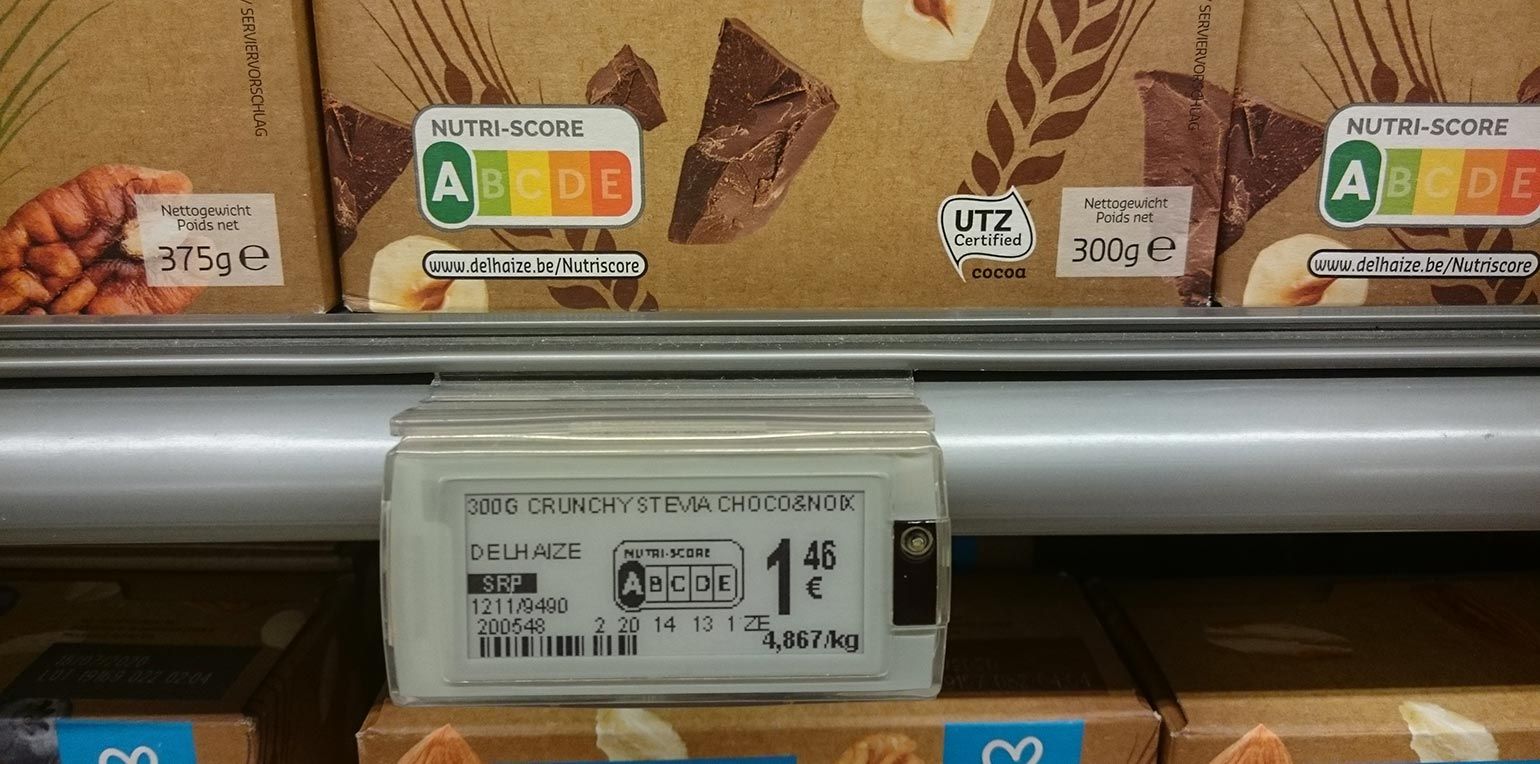 SERVIERVORSCHLAG
Nettogewicht
Poids net
375g e
NUTRI-SCORE
A B C D E
www.delhaize.be/Nutriscore
UTZ
Certified
cocoa
SERVIERVORSCHLAG
Nettogewicht
Poids net
300g e
NUTRI-SCORE
A B C D E
www.delhaize.be/Nutriscore
300G CRUNCHY STEVIA CHOCO&NOIX
DELHAIZE
NUTRI-SCORE
A B C D E
1 46 €
SRP
1211/9490
200548 2 20 14 13 1 ZE
4,867/kg
LOT